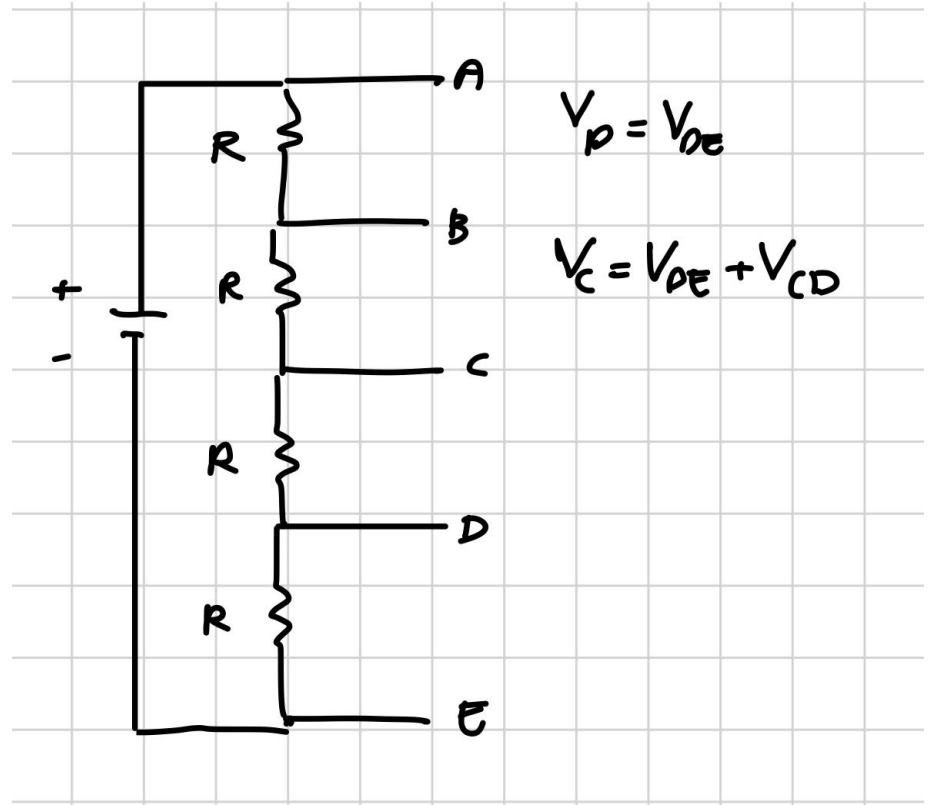 A
R
V_D = V_DE
B
R
V_C = V_DE + V_CD
+
-
C
R
D
R
E